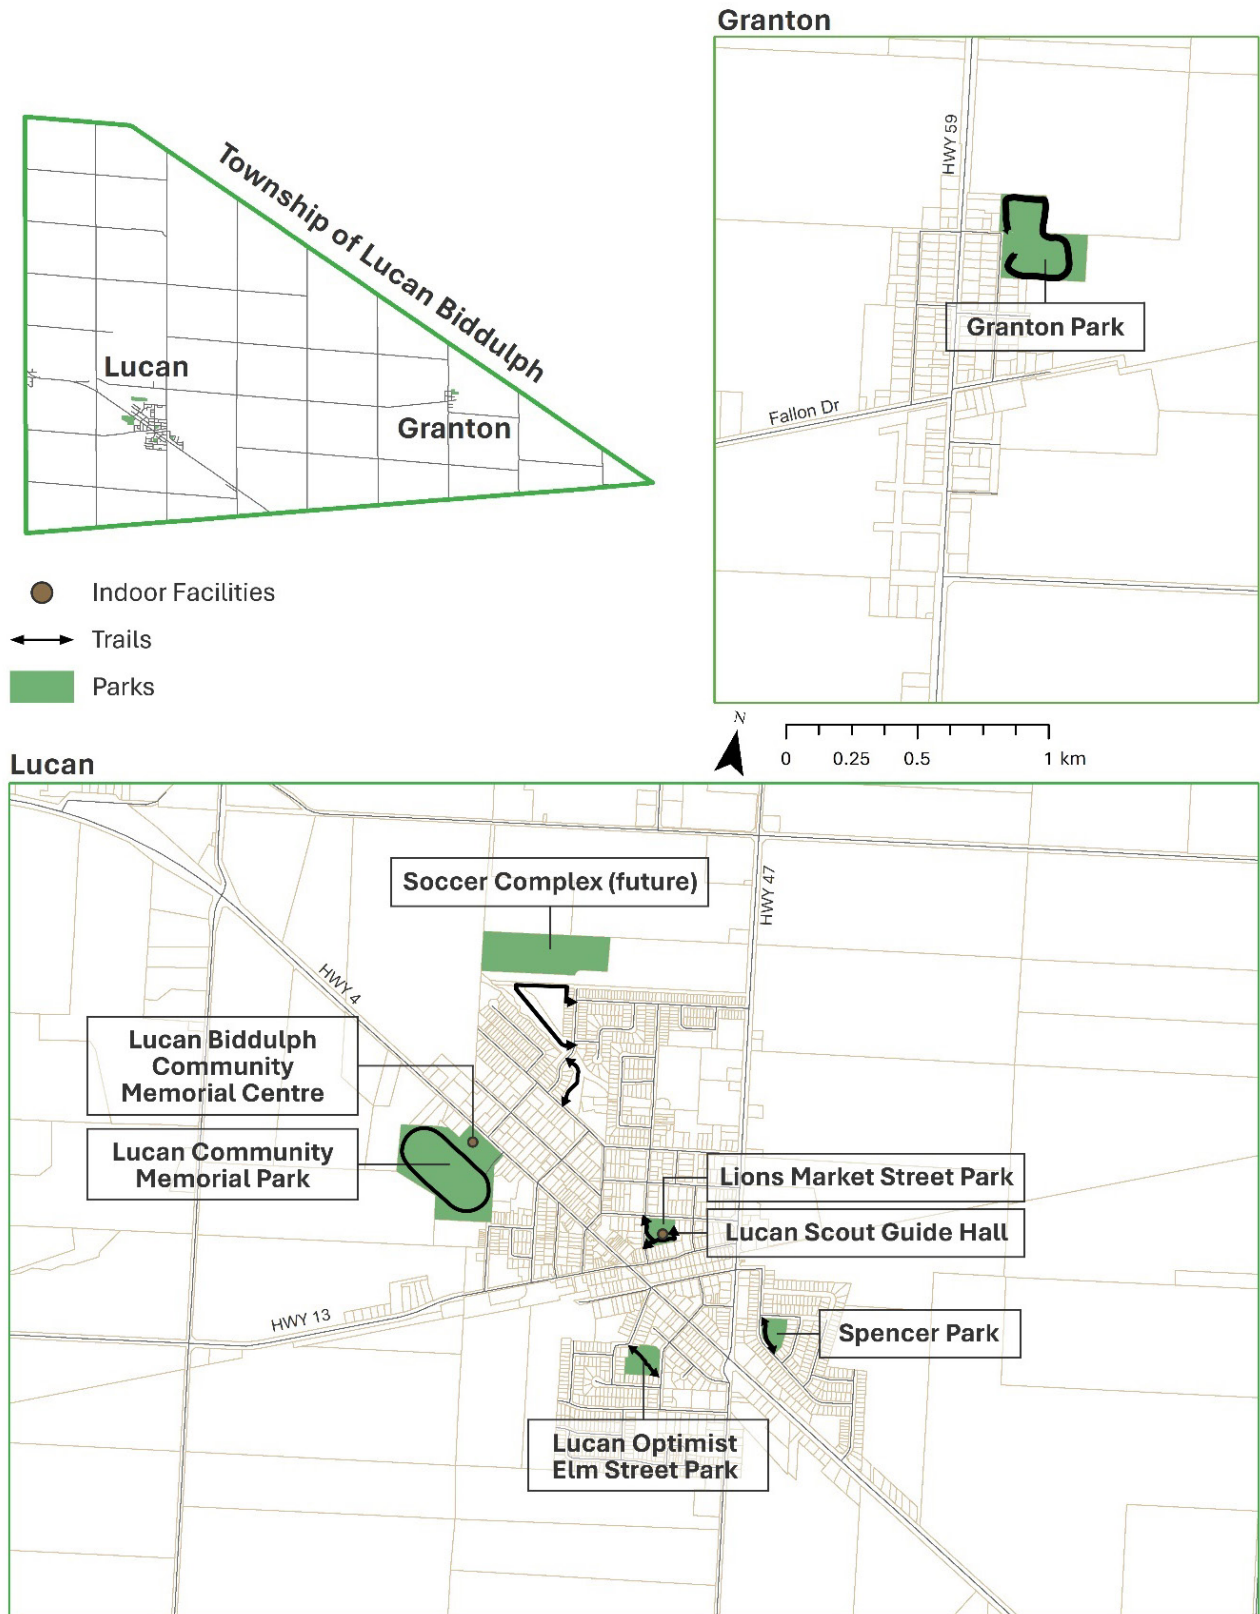 Granton
HWY 59
Granton Park
Fallon Dr
Township of Lucan Biddulph
Lucan
Granton
Indoor Facilities
Trails
Parks
N
0 0.25 0.5 1 km
Lucan
Soccer Complex (future)
HWY 47
HWY 4
Lucan Biddulph
Community
Memorial Centre
Lucan Community
Memorial Park
Lions Market Street Park
Lucan Scout Guide Hall
HWY 13
Spencer Park
Lucan Optimist
Elm Street Park